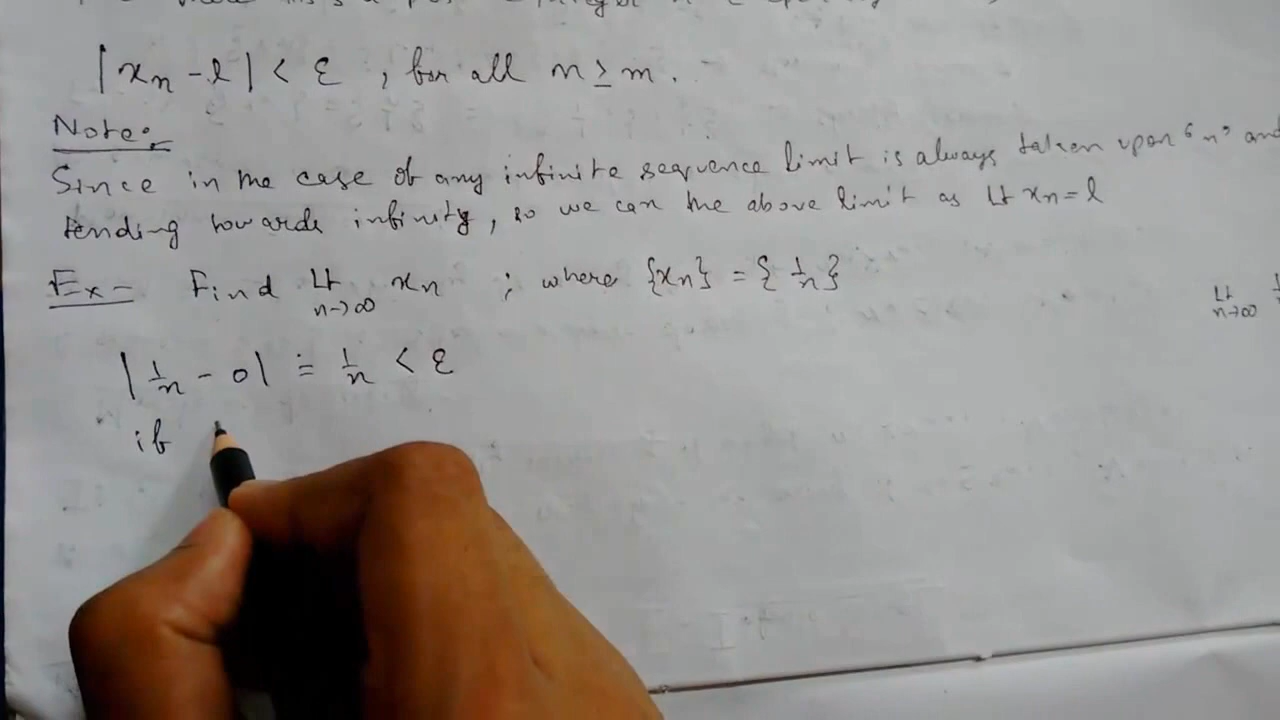 |xn - l| < ε , for all n ≥ m.
Note:
Since in the case of any infinite sequence limit is always taken upon "n" and
tending towards infinity, so we can the above limit as Lt xn = l
Ex- Find Lt n→∞ xn ; where {xn} = {1/n}
Lt n→∞
|1/n - 0| = 1/n < ε
if